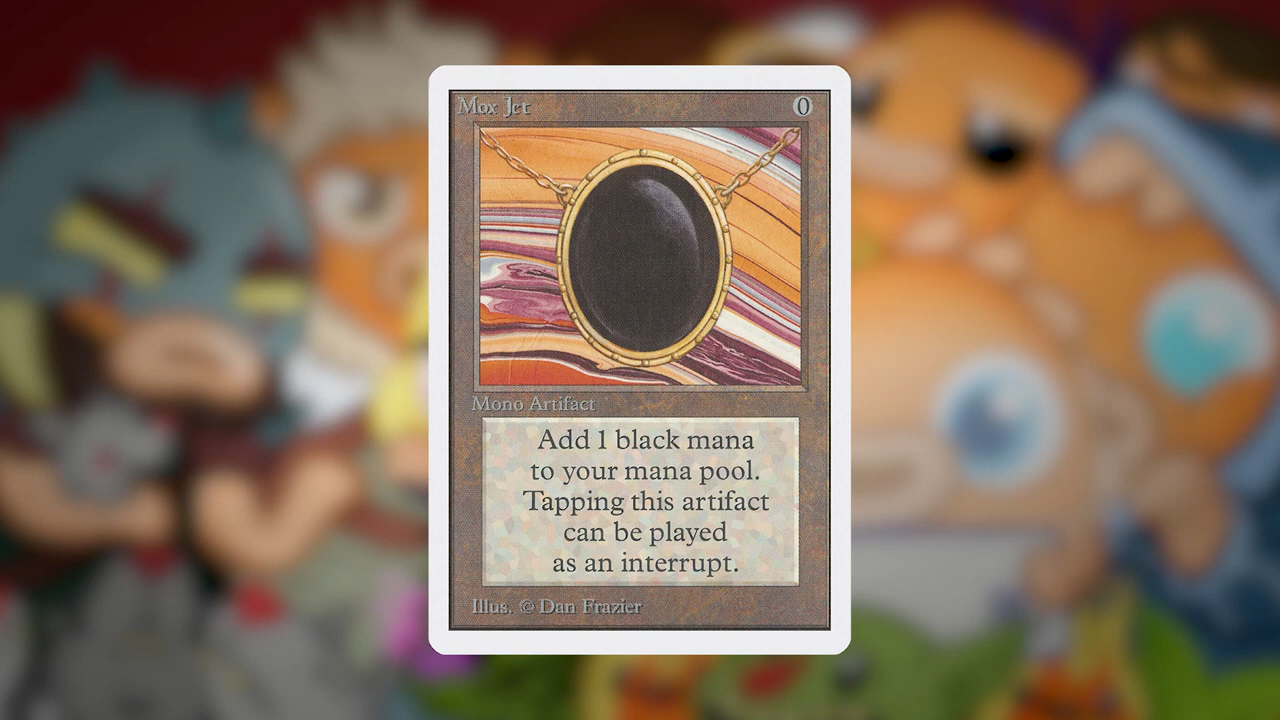 Mox Jet 0
Mono Artifact
Add 1 black mana
to your mana pool.
Tapping this artifact
can be played
as an interrupt.
Illus. © Dan Frazier